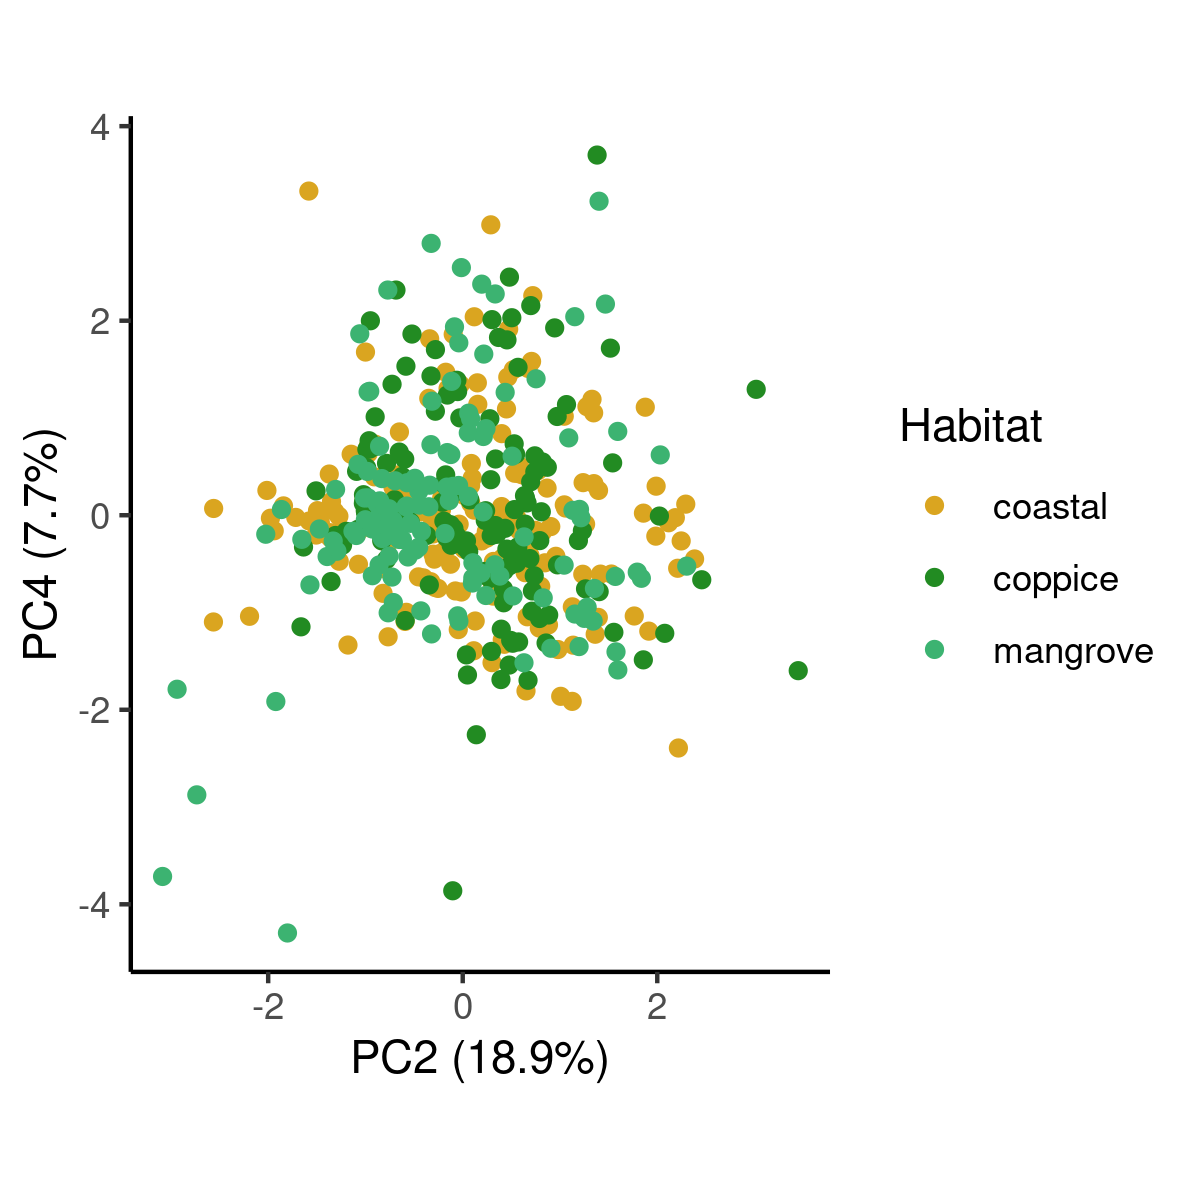 4
2
0
-2
-4
PC4 (7.7%)
-2 0 2
PC2 (18.9%)
Habitat
coastal
coppice
mangrove